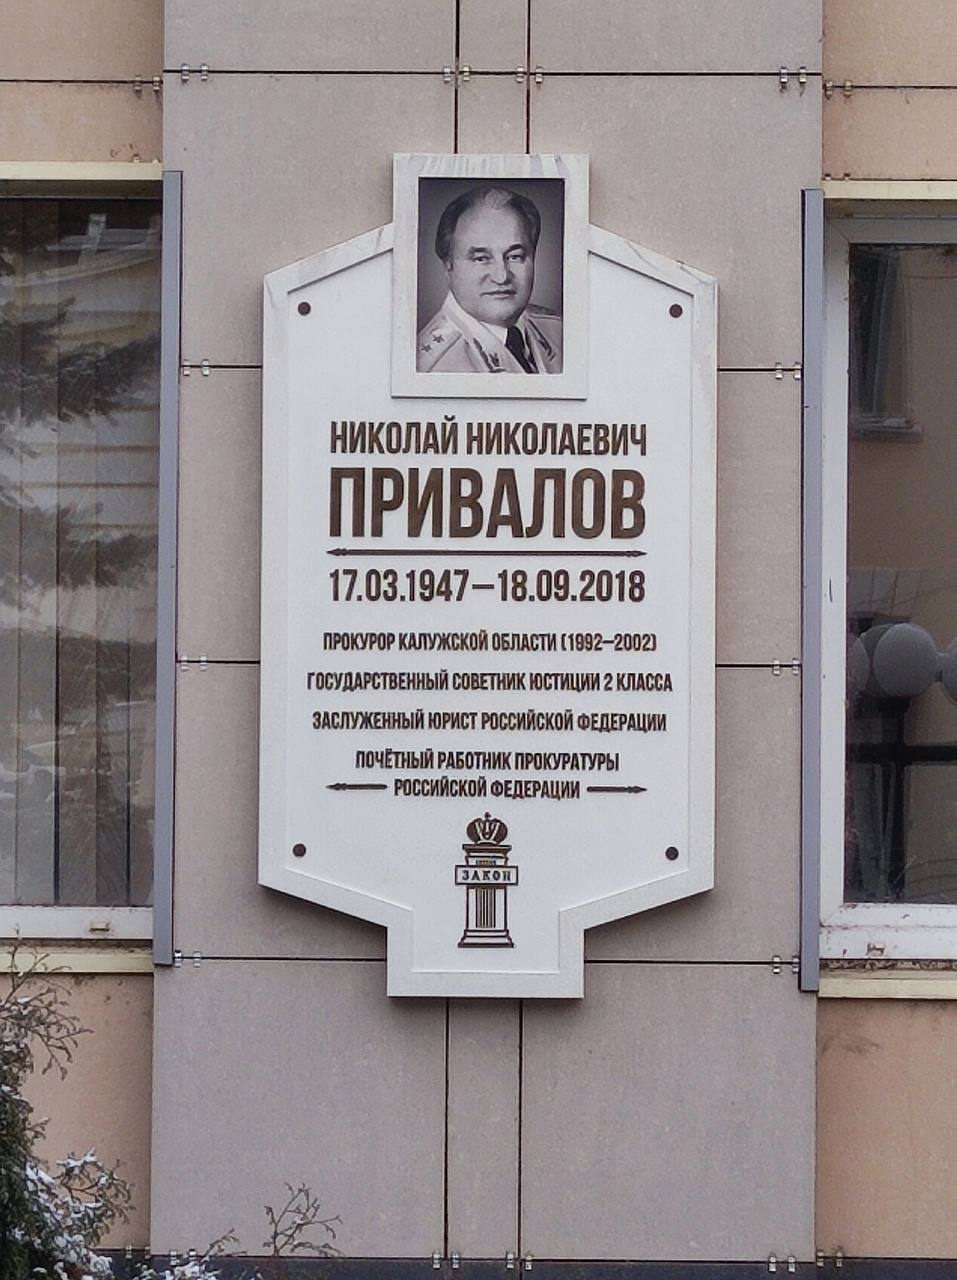 НИКОЛАЙ НИКОЛАЕВИЧ
ПРИВАЛОВ
17.03.1947—18.09.2018
ПРОКУРОР КАЛУЖСКОЙ ОБЛАСТИ (1992—2002)
ГОСУДАРСТВЕННЫЙ СОВЕТНИК ЮСТИЦИИ 2 КЛАССА
ЗАСЛУЖЕННЫЙ ЮРИСТ РОССИЙСКОЙ ФЕДЕРАЦИИ
ПОЧЁТНЫЙ РАБОТНИК ПРОКУРАТУРЫ
РОССИЙСКОЙ ФЕДЕРАЦИИ
ЗАКОН